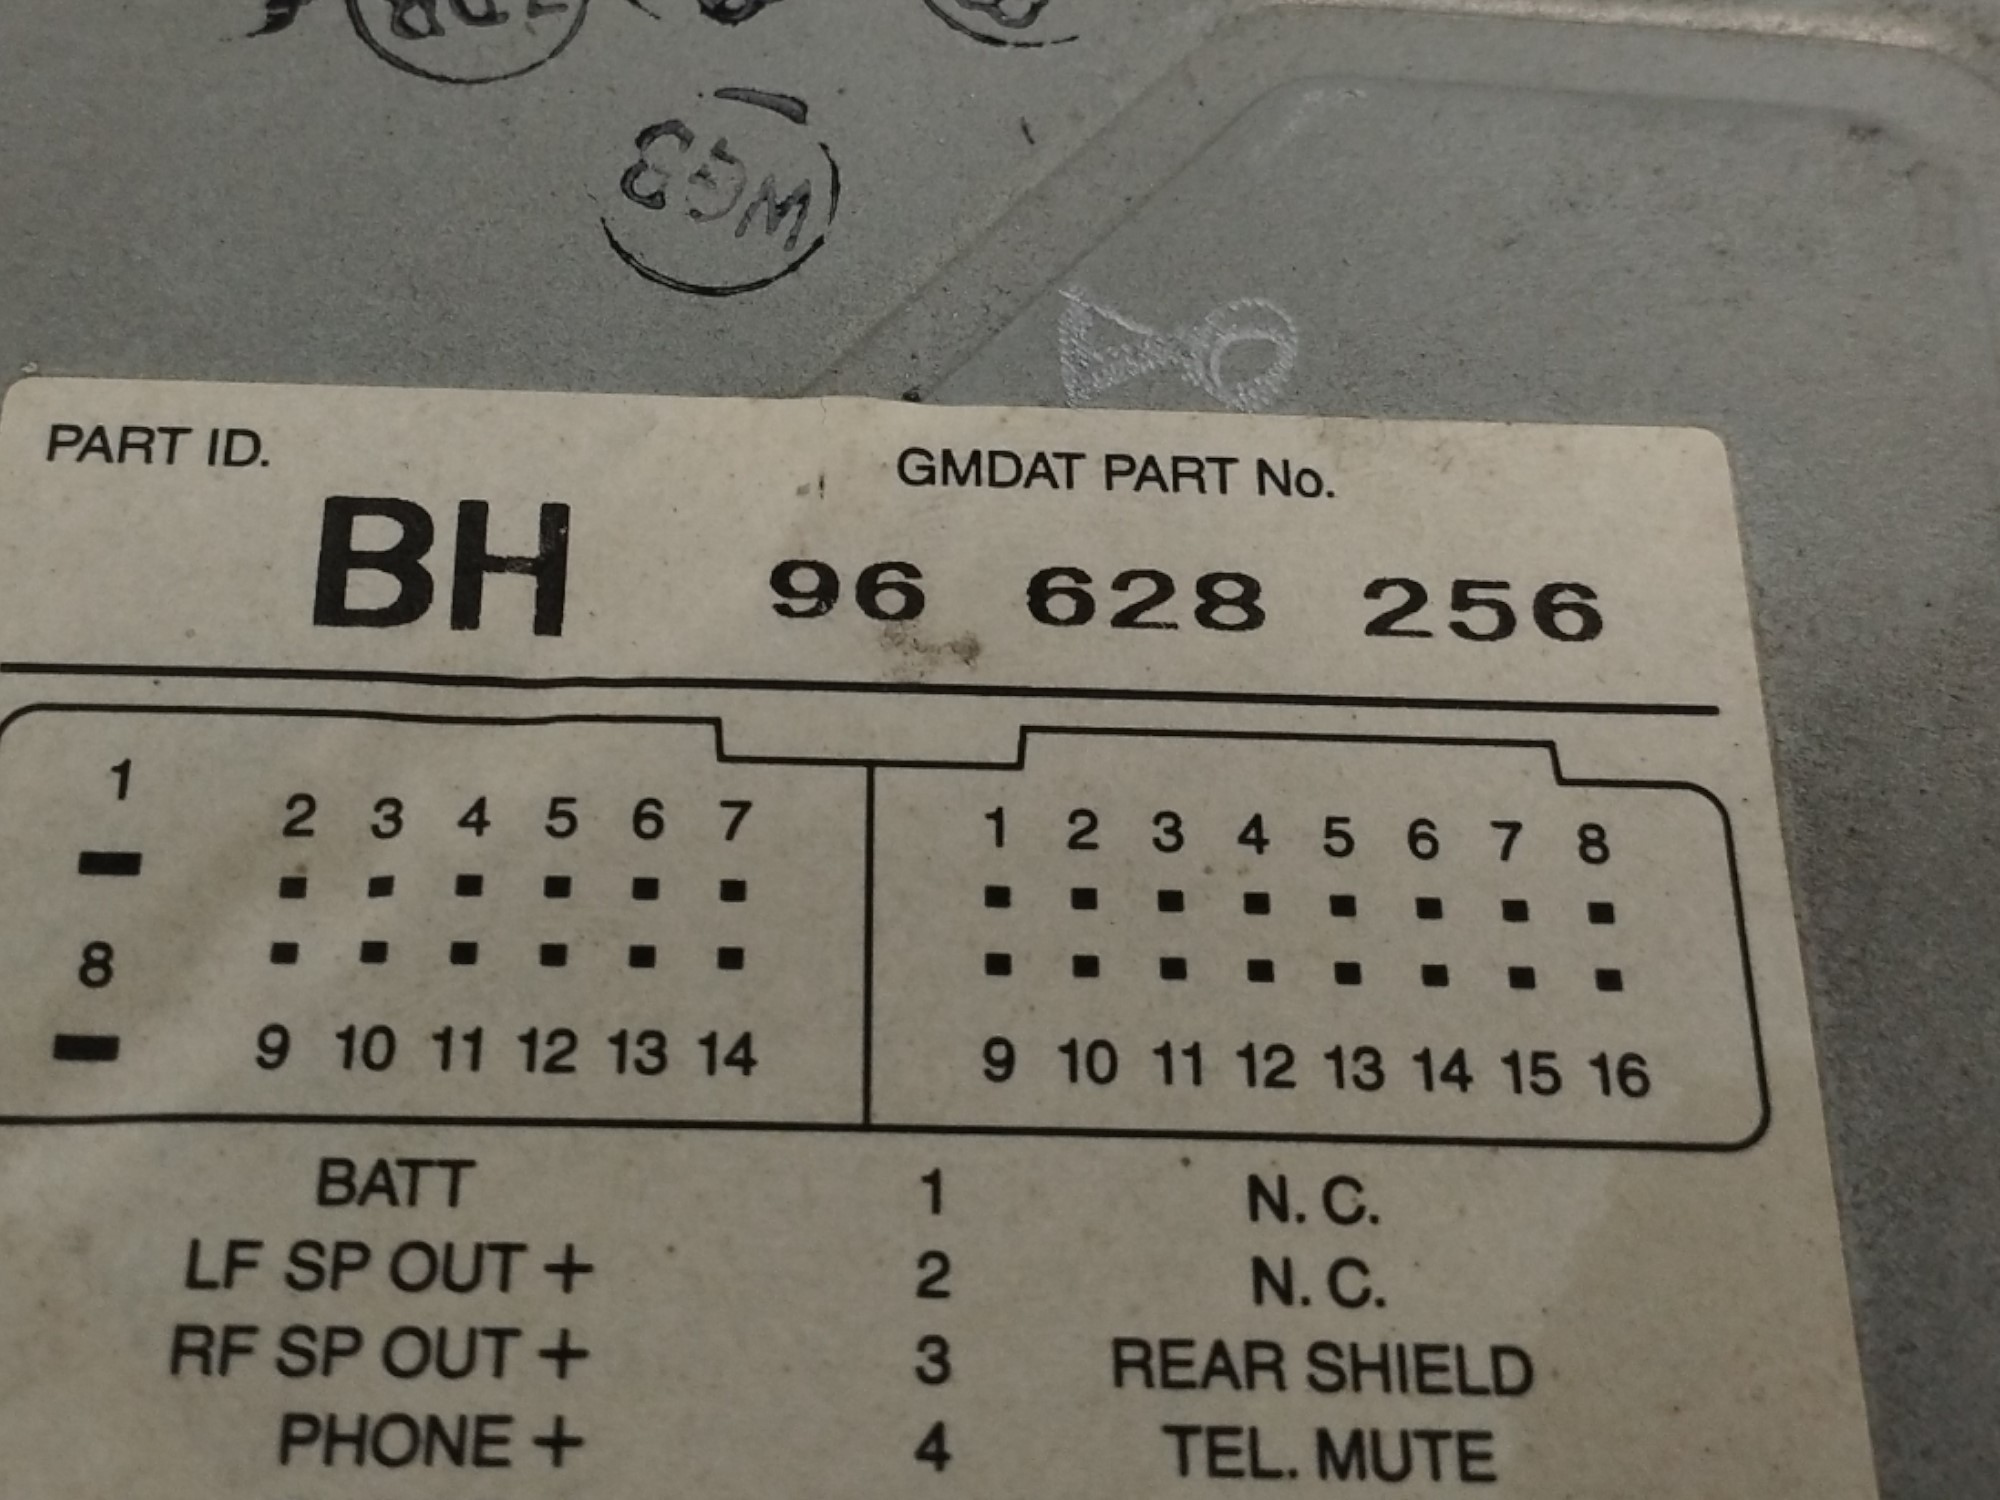 WG3
PART ID.
GMDAT PART No.
BH
96 628 256
1
2 3 4 5 6 7
1 2 3 4 5 6 7 8
8
9 10 11 12 13 14
9 10 11 12 13 14 15 16
BATT 1 N. C.
LF SP OUT + 2 N. C.
RF SP OUT + 3 REAR SHIELD
PHONE + 4 TEL. MUTE